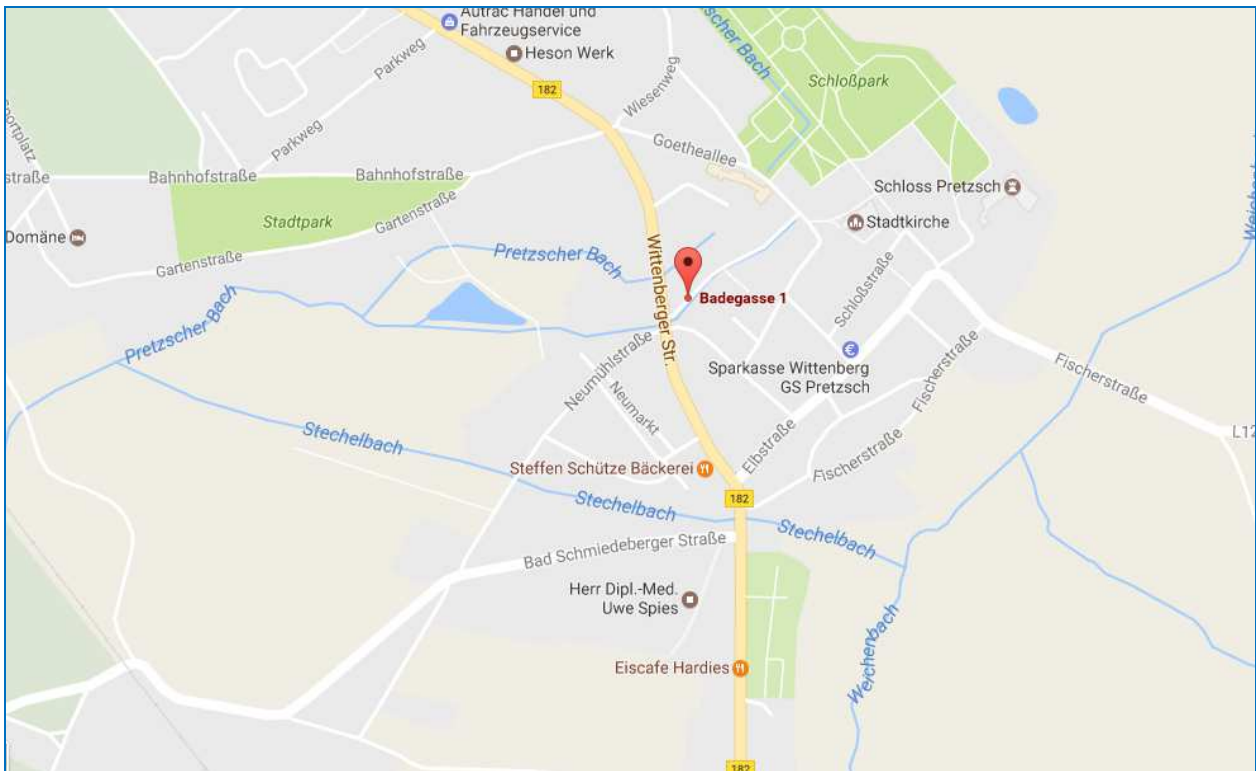 Autrac Handel und
Fahrzeugservice
Heson Werk
Parkweg
182
Parkweg
Wiesenweg
Goetheallee
Schloßpark
Sportplatz
straße
Bahnhofstraße
Bahnhofstraße
Schloss Pretzsch
Stadtpark
Gartenstraße
Stadtkirche
Domäne
Gartenstraße
Pretzscher Bach
Wittenberger Str.
Badegasse 1
Schloßstraße
Pretzscher Bach
Neumühlstraße
Sparkasse Wittenberg
GS Pretzsch
Fischerstraße
Fischerstraße
Neumarkt
Stechelbach
Elbstraße
Fischerstraße
L12
Steffen Schütze Bäckerei
182
Stechelbach
Stechelbach
Bad Schmiedeberger Straße
Herr Dipl.-Med.
Uwe Spies
Weichenbach
Eiscafe Hardies
182